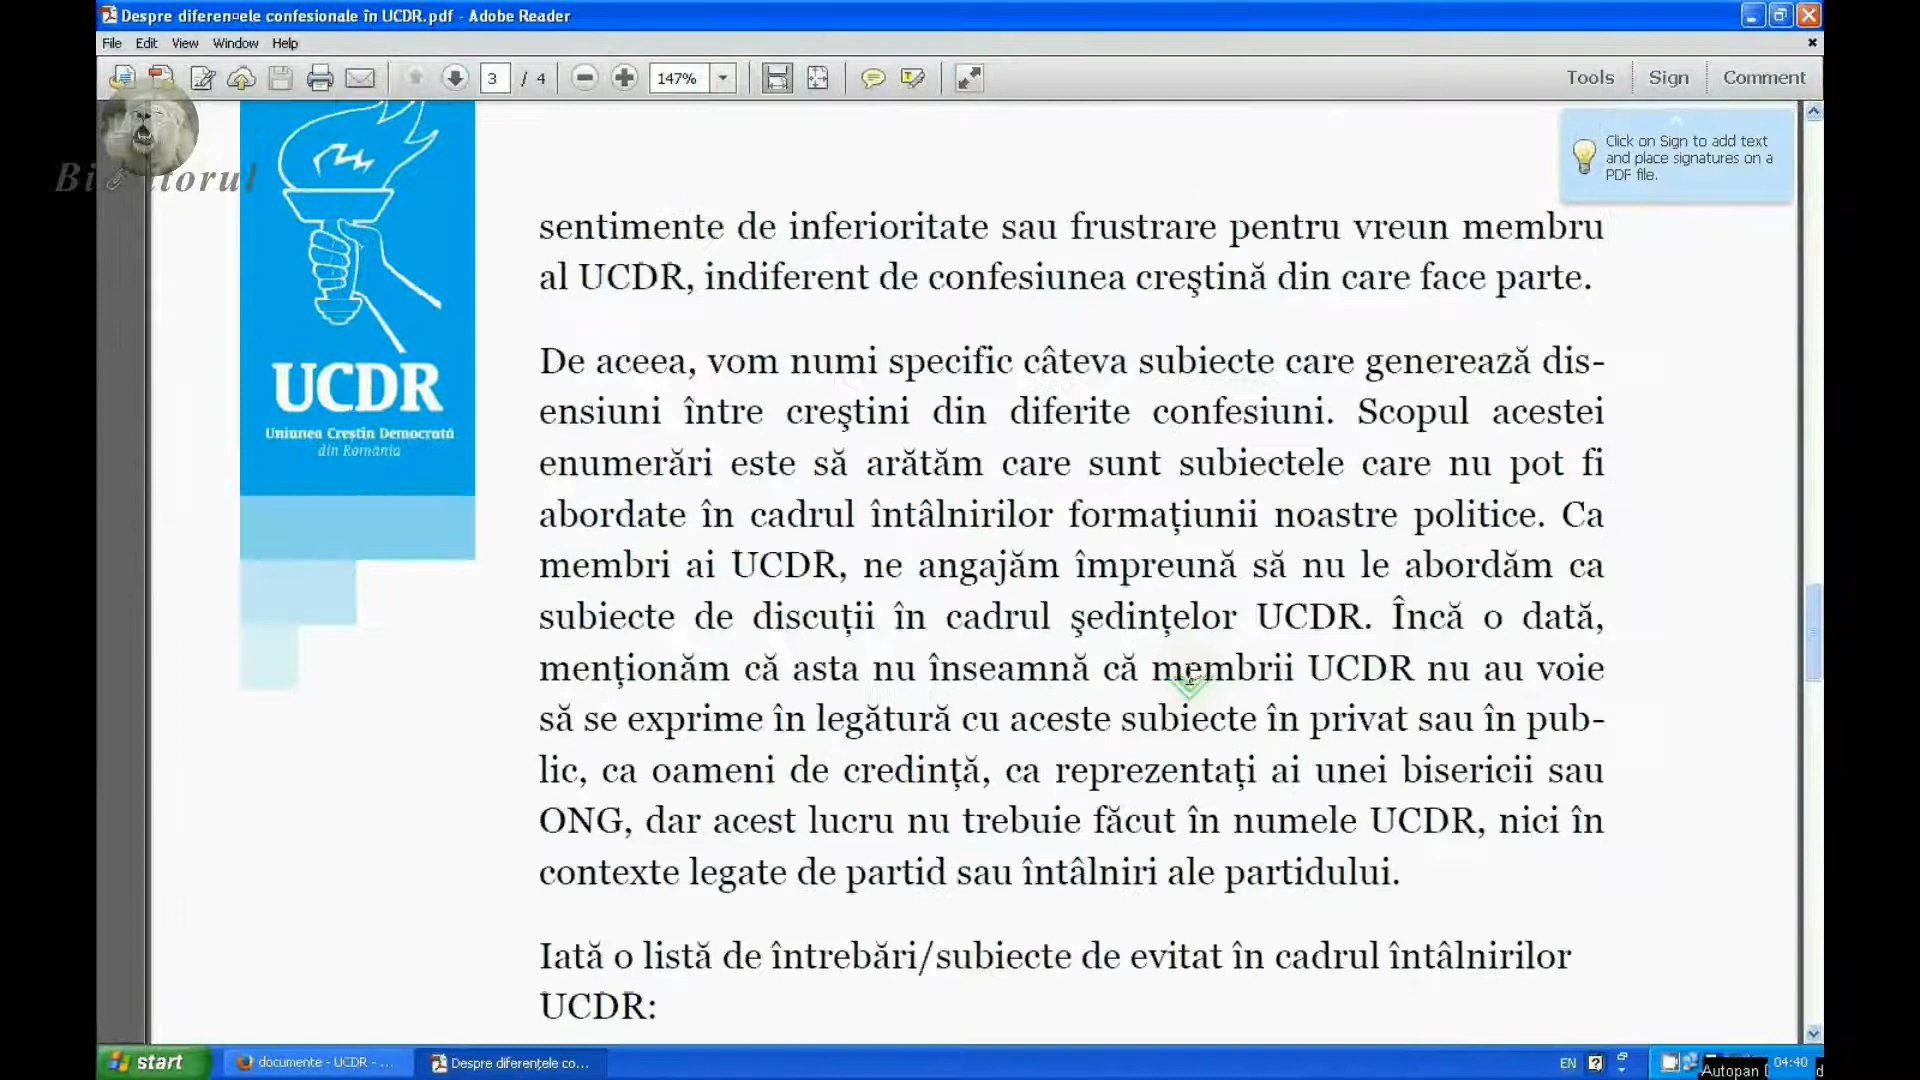 Despre diferen¤ele confesionale în UCDR.pdf - Adobe Reader
File Edit View Window Help
3 / 4 147% Tools Sign Comment
Click on Sign to add text
and place signatures on a
PDF file.
UCDR
Uniunea Creștin Democrată
din Romania
sentimente de inferioritate sau frustrare pentru vreun membru
al UCDR, indiferent de confesiunea creştină din care face parte.
De aceea, vom numi specific câteva subiecte care generează dis-
ensiuni între creştini din diferite confesiuni. Scopul acestei
enumerări este să arătăm care sunt subiectele care nu pot fi
abordate în cadrul întâlnirilor formaţiunii noastre politice. Ca
membri ai UCDR, ne angajăm împreună să nu le abordăm ca
subiecte de discuţii în cadrul şedinţelor UCDR. Încă o dată,
menţionăm că asta nu înseamnă că membrii UCDR nu au voie
să se exprime în legătură cu aceste subiecte în privat sau în pub-
lic, ca oameni de credinţă, ca reprezentaţi ai unei bisericii sau
ONG, dar acest lucru nu trebuie făcut în numele UCDR, nici în
contexte legate de partid sau întâlniri ale partidului.
Iată o listă de întrebări/subiecte de evitat în cadrul întâlnirilor
UCDR:
start documente - UCDR - ... Despre diferenţele co... EN 04:40
Autopan